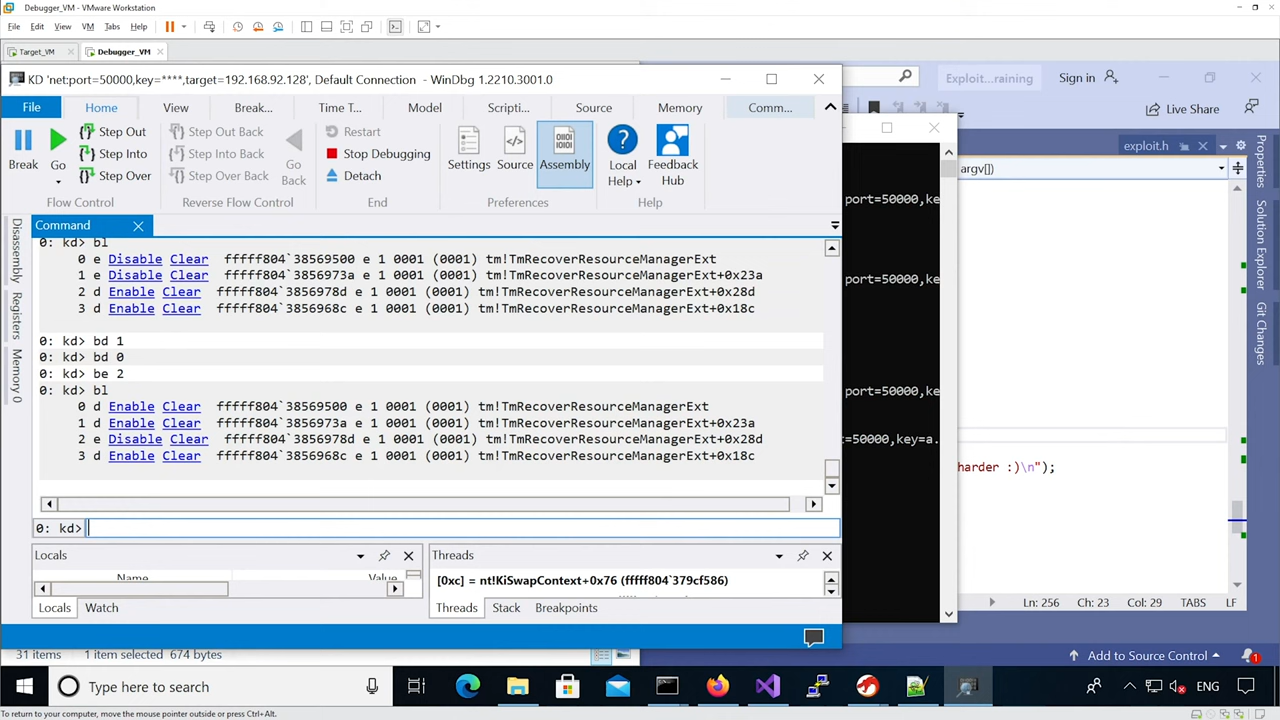 Debugger_VM - VMware Workstation
File Edit View VM Tabs Help
Target_VM Debugger_VM
KD 'net:port=50000,key=****,target=192.168.92.128', Default Connection - WinDbg 1.2210.3001.0
Exploit...raining Sign in
File Home View Break... Time T... Model Scripti... Source Memory Comm...
Live Share
Break Go Step Out Step Into Step Over
Step Out Back Step Into Back Step Over Back Go Back
Restart Stop Debugging Detach
Settings Source Assembly Local Help Feedback Hub
Flow Control Reverse Flow Control End Preferences Help
exploit.h
argv[])
Command
Disassembly Registers Memory 0
Properties Solution Explorer Git Changes
0: kd> bl
0 e Disable Clear fffff804`38569500 e 1 0001 (0001) tm!TmRecoverResourceManagerExt
1 e Disable Clear fffff804`3856973a e 1 0001 (0001) tm!TmRecoverResourceManagerExt+0x23a
2 d Enable Clear fffff804`3856978d e 1 0001 (0001) tm!TmRecoverResourceManagerExt+0x28d
3 d Enable Clear fffff804`3856968c e 1 0001 (0001) tm!TmRecoverResourceManagerExt+0x18c
0: kd> bd 1
0: kd> bd 0
0: kd> be 2
0: kd> bl
0 d Enable Clear fffff804`38569500 e 1 0001 (0001) tm!TmRecoverResourceManagerExt
1 d Enable Clear fffff804`3856973a e 1 0001 (0001) tm!TmRecoverResourceManagerExt+0x23a
2 e Disable Clear fffff804`3856978d e 1 0001 (0001) tm!TmRecoverResourceManagerExt+0x28d
3 d Enable Clear fffff804`3856968c e 1 0001 (0001) tm!TmRecoverResourceManagerExt+0x18c
0: kd>
port=50000,ke
port=50000,ke
port=50000,ke
t=50000,key=a.
harder :)\n");
Locals
Name Value
Locals Watch
Threads
[0xc] = nt!KiSwapContext+0x76 (fffff804`379cf586)
Threads Stack Breakpoints
Ln: 256 Ch: 23 Col: 29 TABS LF
31 items 1 item selected 674 bytes
Add to Source Control
1
Type here to search
ENG
To return to your computer, move the mouse pointer outside or press Ctrl+Alt.